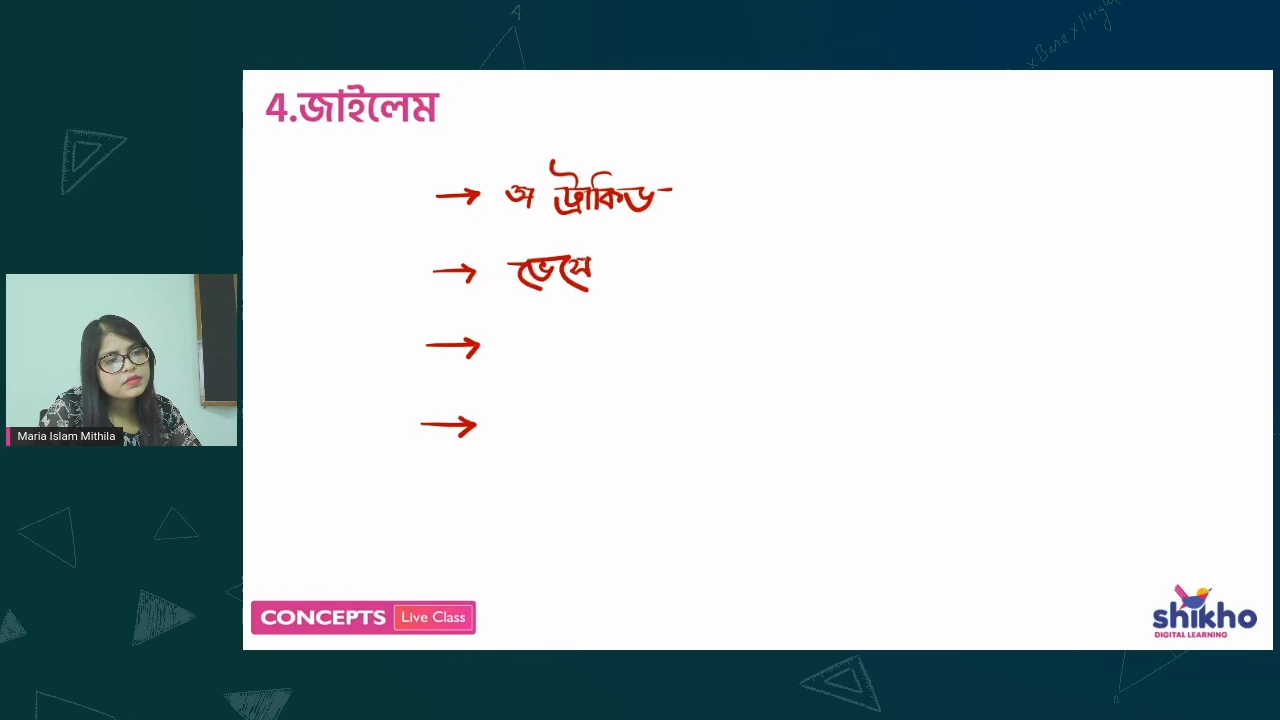 4.জাইলেম
→ অ ট্রাকিড
→ ভেসে
→
→
Maria Islam Mithila
CONCEPTS Live Class
shikho
DIGITAL LEARNING